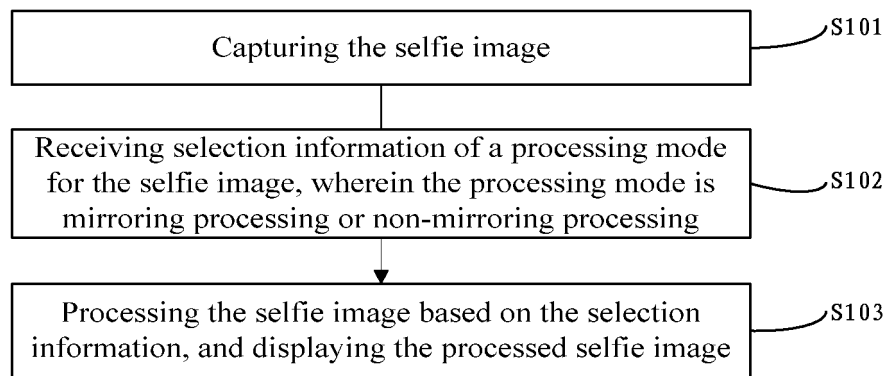 Capturing the selfie image
S101
Receiving selection information of a processing mode
for the selfie image, wherein the processing mode is
mirroring processing or non-mirroring processing
S102
Processing the selfie image based on the selection
information, and displaying the processed selfie image
S103